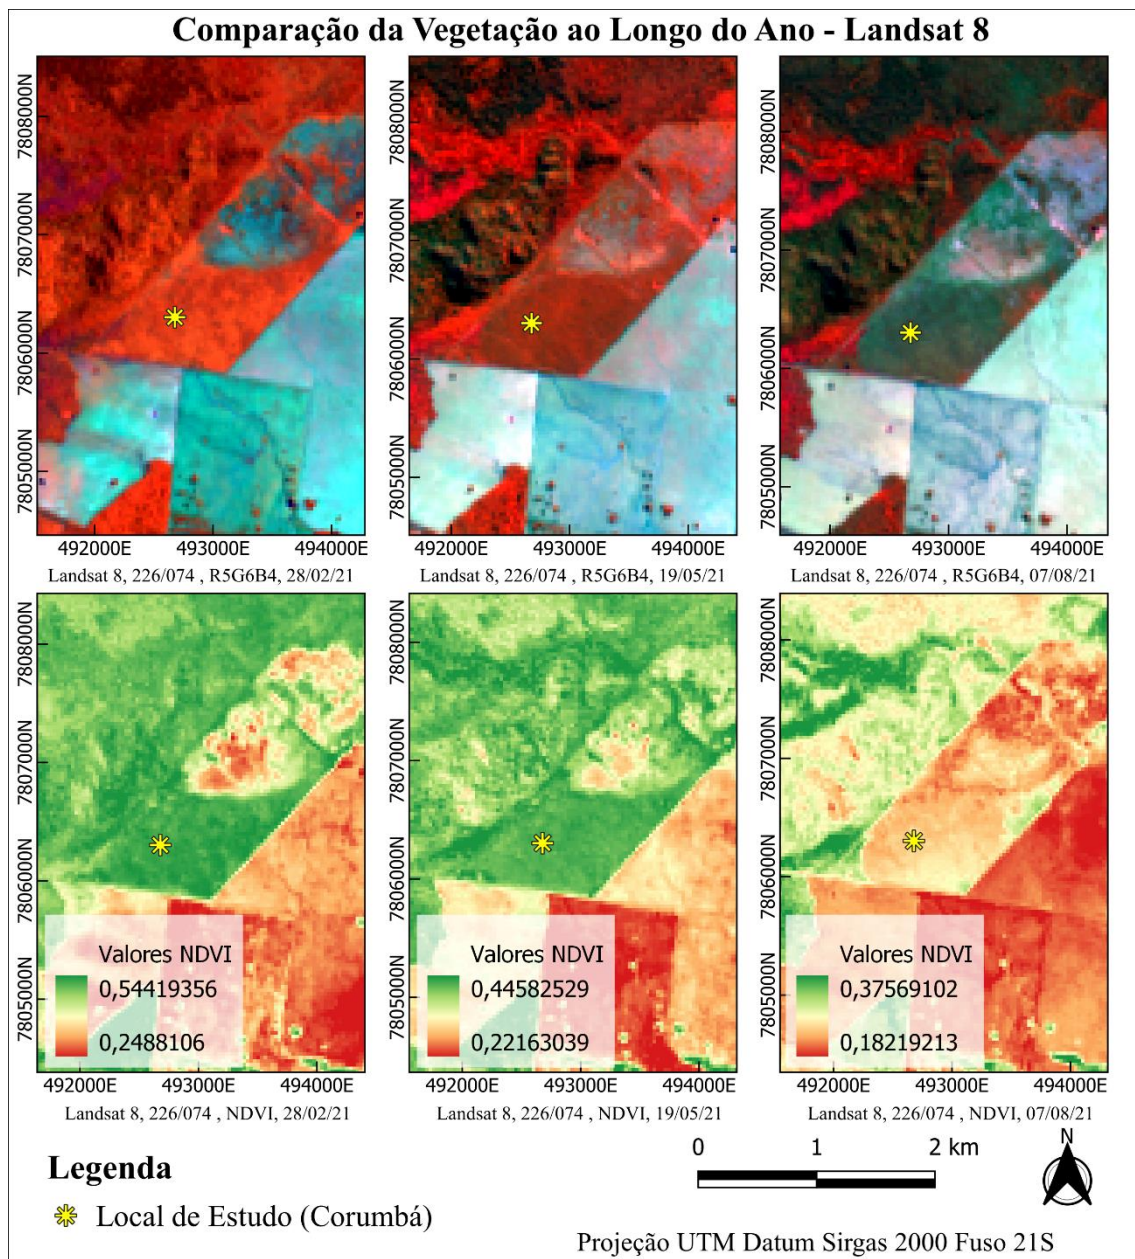 Comparação da Vegetação ao Longo do Ano - Landsat 8
7808000N
7807000N
7806000N
7805000N
492000E 493000E 494000E
Landsat 8, 226/074 , R5G6B4, 28/02/21
7808000N
7807000N
7806000N
7805000N
492000E 493000E 494000E
Landsat 8, 226/074 , R5G6B4, 19/05/21
7808000N
7807000N
7806000N
7805000N
492000E 493000E 494000E
Landsat 8, 226/074 , R5G6B4, 07/08/21
7808000N
7807000N
7806000N
7805000N
Valores NDVI
0,54419356
0,2488106
492000E 493000E 494000E
Landsat 8, 226/074 , NDVI, 28/02/21
7808000N
7807000N
7806000N
7805000N
Valores NDVI
0,44582529
0,22163039
492000E 493000E 494000E
Landsat 8, 226/074 , NDVI, 19/05/21
7808000N
7807000N
7806000N
7805000N
Valores NDVI
0,37569102
0,18219213
492000E 493000E 494000E
Landsat 8, 226/074 , NDVI, 07/08/21
Legenda
Local de Estudo (Corumbá)
0 1 2 km
N
Projeção UTM Datum Sirgas 2000 Fuso 21S